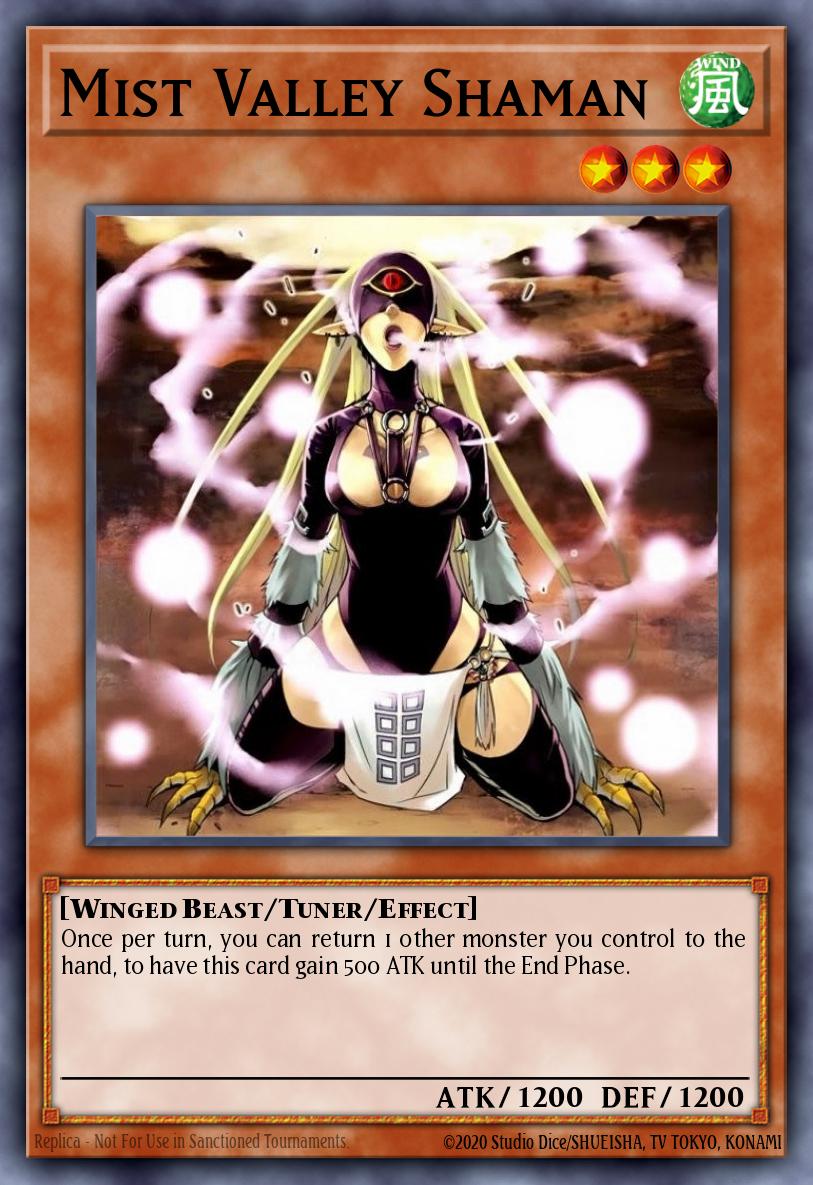 Mist Valley Shaman
WIND
風
[Winged Beast/Tuner/Effect]
Once per turn, you can return 1 other monster you control to the
hand, to have this card gain 500 ATK until the End Phase.
ATK/1200 DEF/1200
Replica - Not For Use in Sanctioned Tournaments.
©2020 Studio Dice/SHUEISHA, TV TOKYO, KONAMI